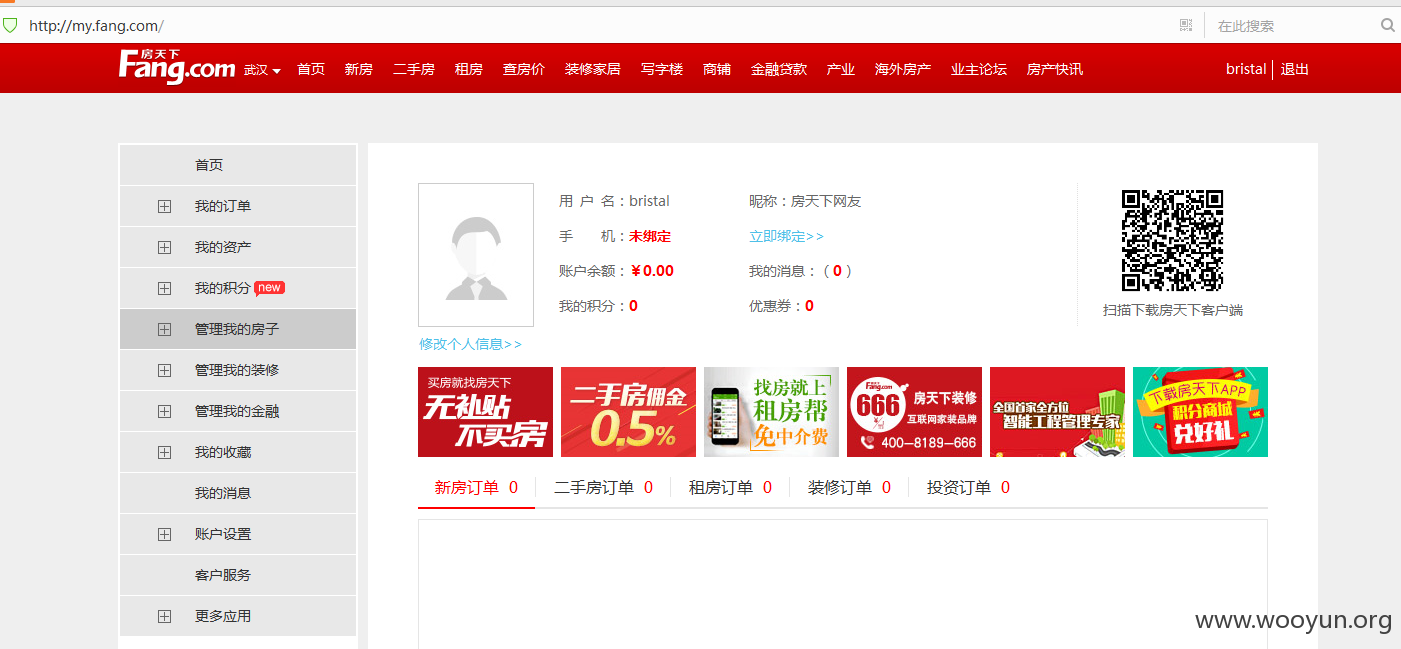 http://my.fang.com/
在此搜索
房天下
Fang.com 武汉 首页 新房 二手房 租房 查房价 装修家居 写字楼 商铺 金融贷款 产业 海外房产 业主论坛 房产快讯 bristal 退出
首页
我的订单
我的资产
我的积分 new
管理我的房子
管理我的装修
管理我的金融
我的收藏
我的消息
账户设置
客户服务
更多应用
用 户 名：bristal 昵称：房天下网友
手 机：未绑定 立即绑定>>
账户余额：¥0.00 我的消息：（0）
我的积分：0 优惠券：0
修改个人信息>>
扫描下载房天下客户端
买房就找房天下
无补贴
不买房
二手房佣金
0.5%
找房就上
租房帮
免中介费
Fang.com
666
元/㎡
房天下装修
互联网家装品牌
400-8189-666
全国首家全方位
智能工程管理专家
下载房天下APP
积分商城
兑好礼
新房订单 0 二手房订单 0 租房订单 0 装修订单 0 投资订单 0
www.wooyun.org